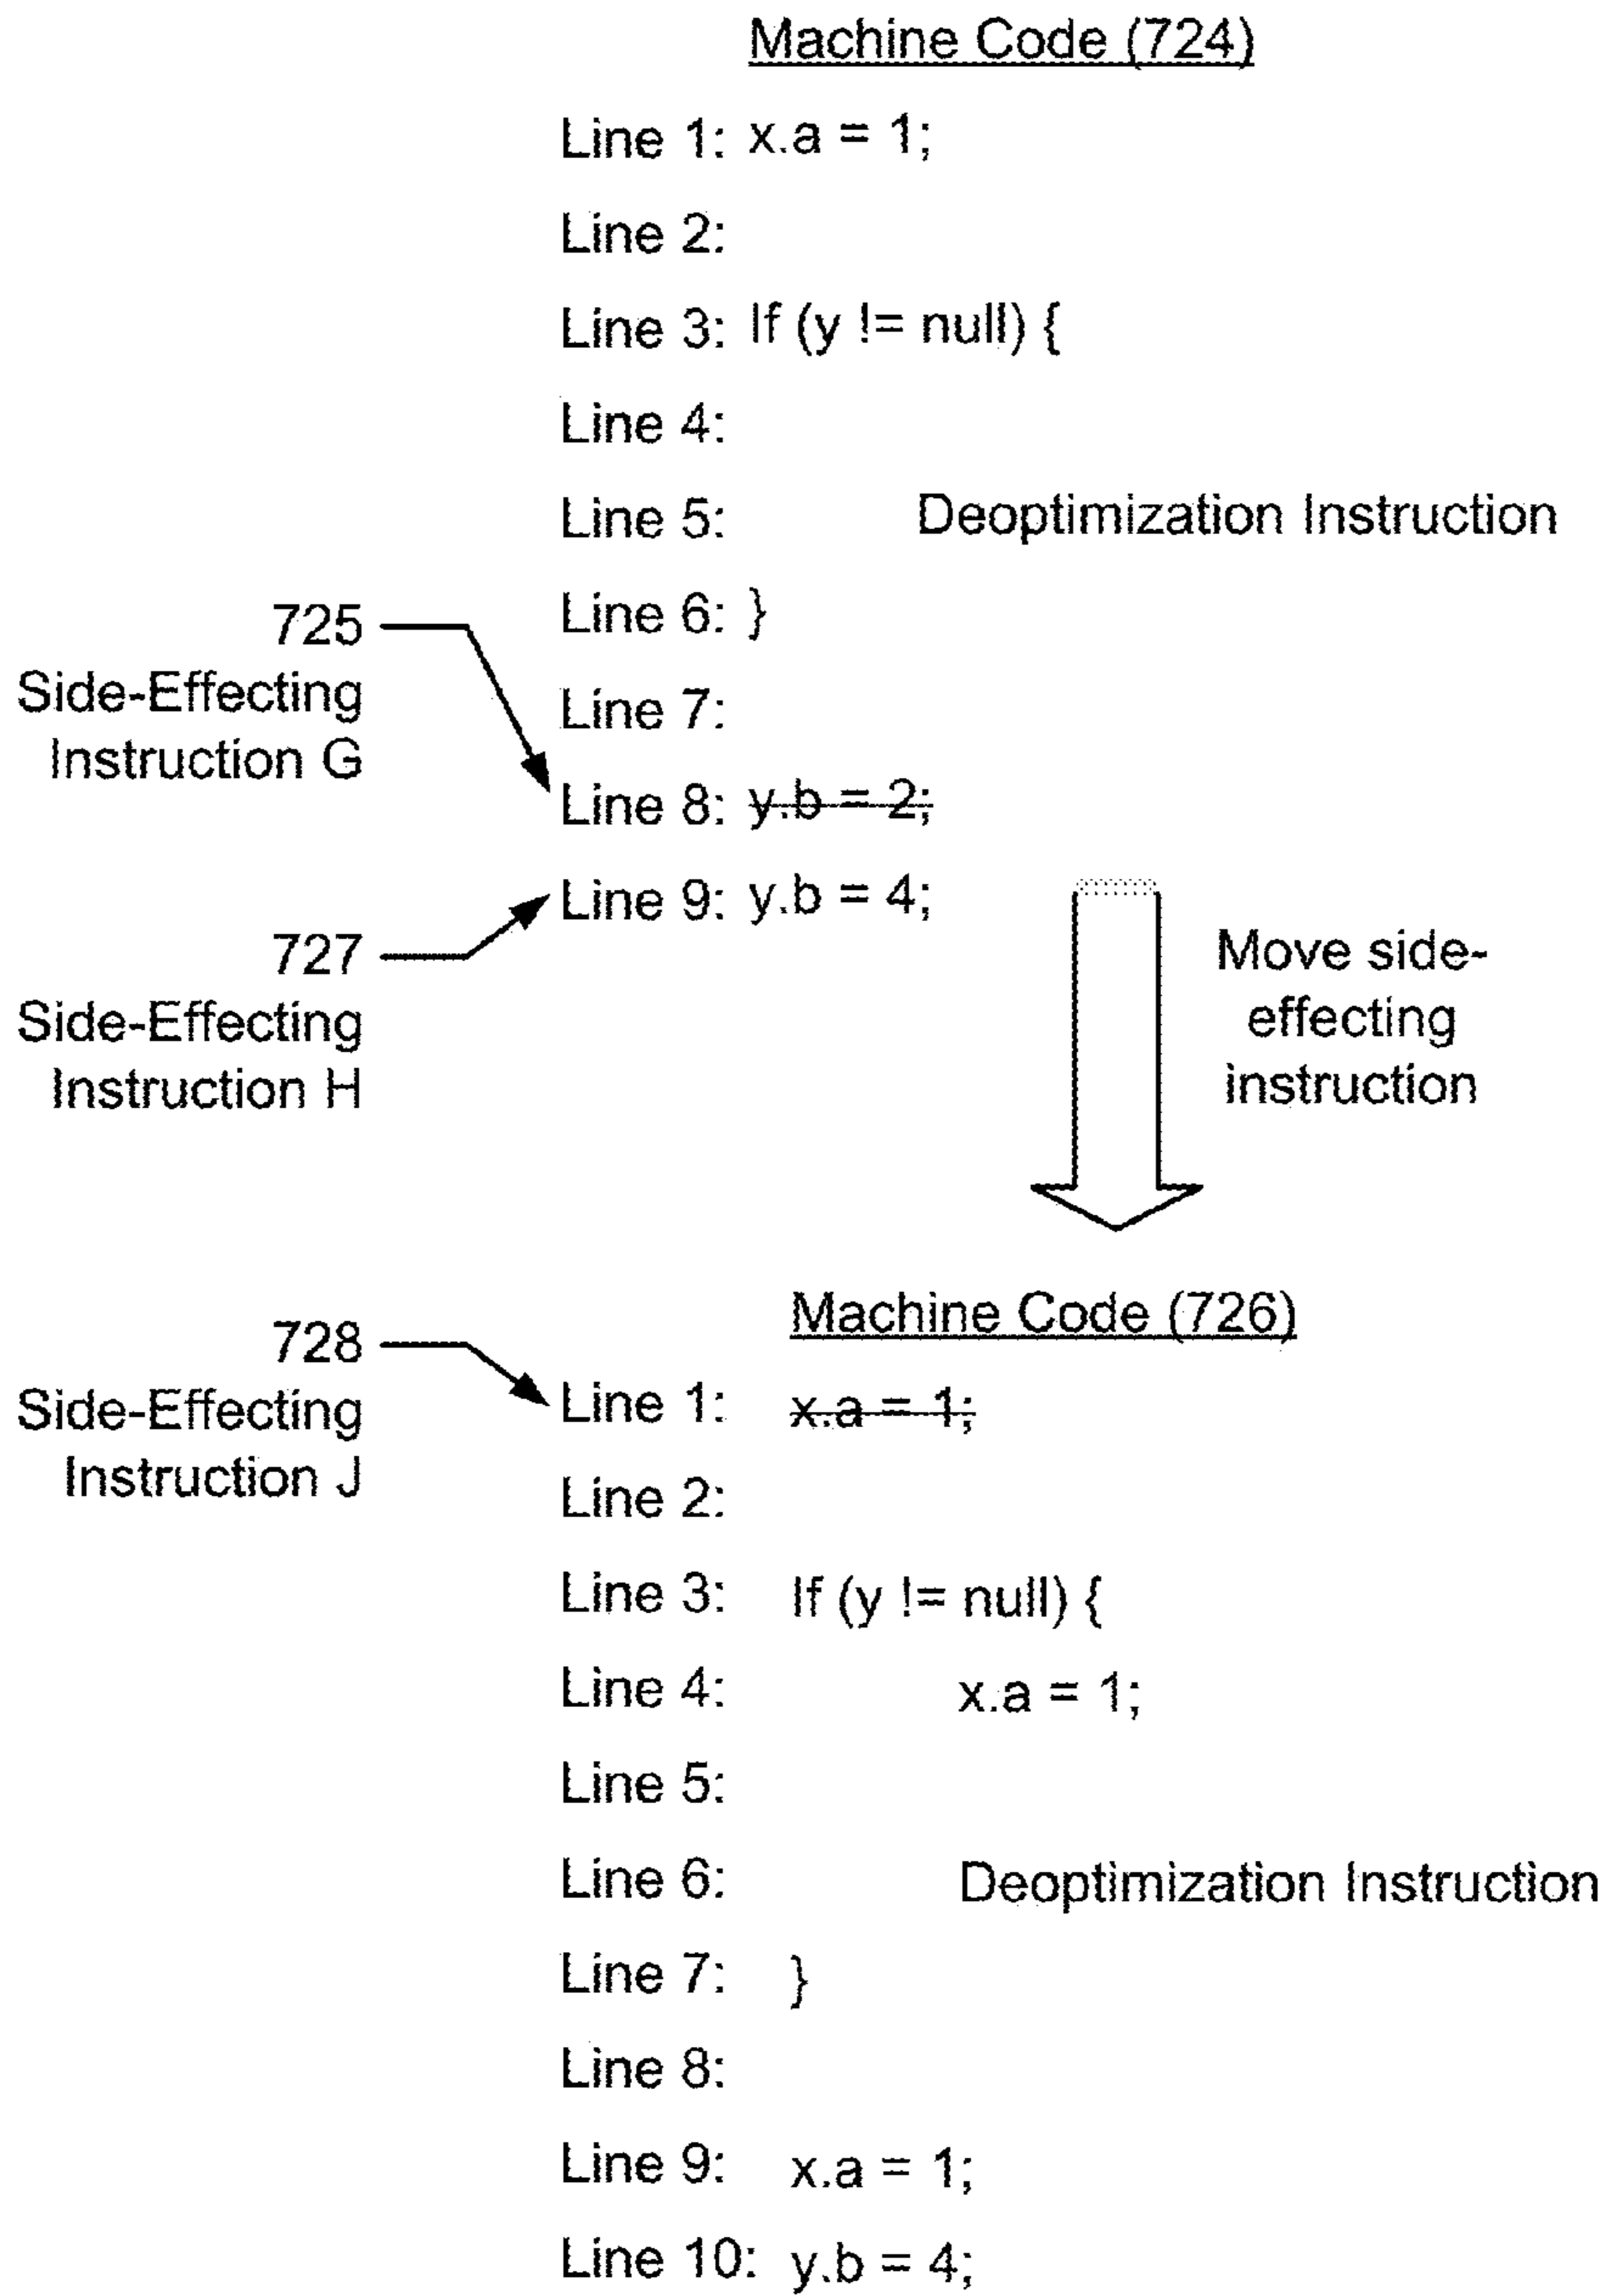 Machine Code (724)
Line 1: x.a = 1;
Line 2:
Line 3: If (y != null) {
Line 4:
Line 5: Deoptimization Instruction
Line 6: }
725
Side-Effecting
Instruction G
Line 7:
Line 8: y.b = 2;
Line 9: y.b = 4;
727
Side-Effecting
Instruction H
Move side-
effecting
instruction
Machine Code (726)
728
Side-Effecting
Instruction J
Line 1: x.a = 1;
Line 2:
Line 3: If (y != null) {
Line 4: x.a = 1;
Line 5:
Line 6: Deoptimization Instruction
Line 7: }
Line 8:
Line 9: x.a = 1;
Line 10: y.b = 4;